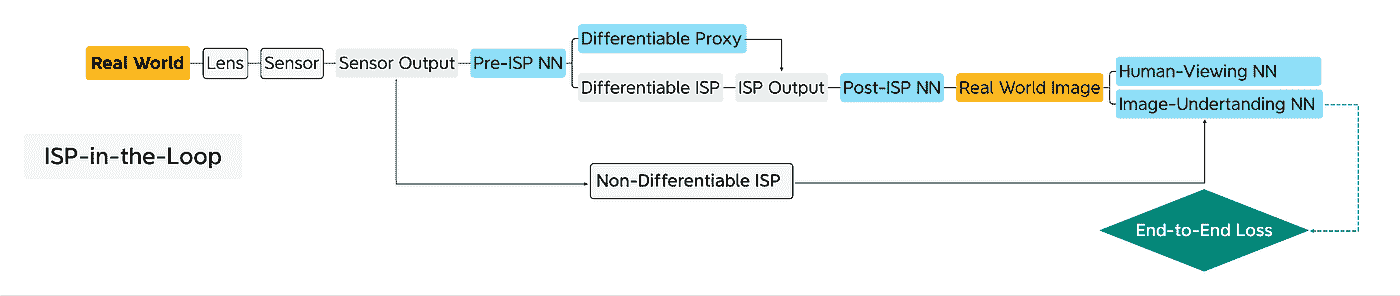 Real World
Lens
Sensor
Sensor Output
Pre-ISP NN
Differentiable Proxy
Differentiable ISP
ISP Output
Post-ISP NN
Real World Image
Human-Viewing NN
Image-Undertanding NN
ISP-in-the-Loop
Non-Differentiable ISP
End-to-End Loss